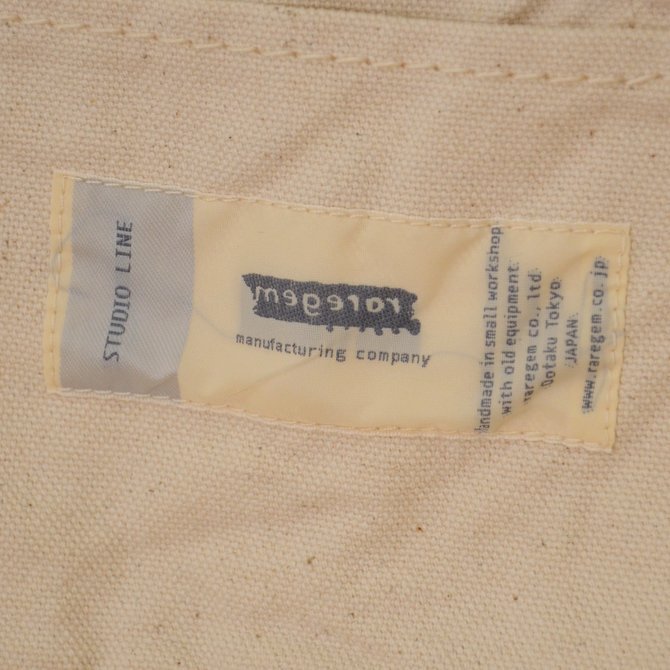 STUDIO LINE
raregem
manufacturing company
handmade in small workshop
with old equipment.
raregem co., ltd
Ootaku Tokyo
JAPAN
www.raregem.co.jp